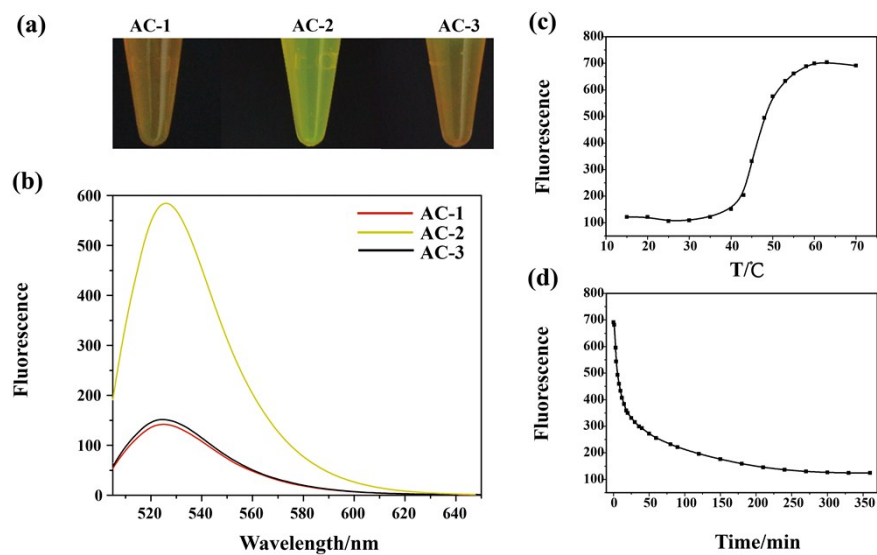 (a)
AC-1 AC-2 AC-3
(b)
600
500
400
300
200
100
0
Fluorescence
AC-1
AC-2
AC-3
520 540 560 580 600 620 640
Wavelength/nm
(c)
800
700
600
500
400
300
200
100
Fluorescence
10 20 30 40 50 60 70
T/℃
(d)
800
700
600
500
400
300
200
100
Fluorescence
0 50 100 150 200 250 300 350
Time/min